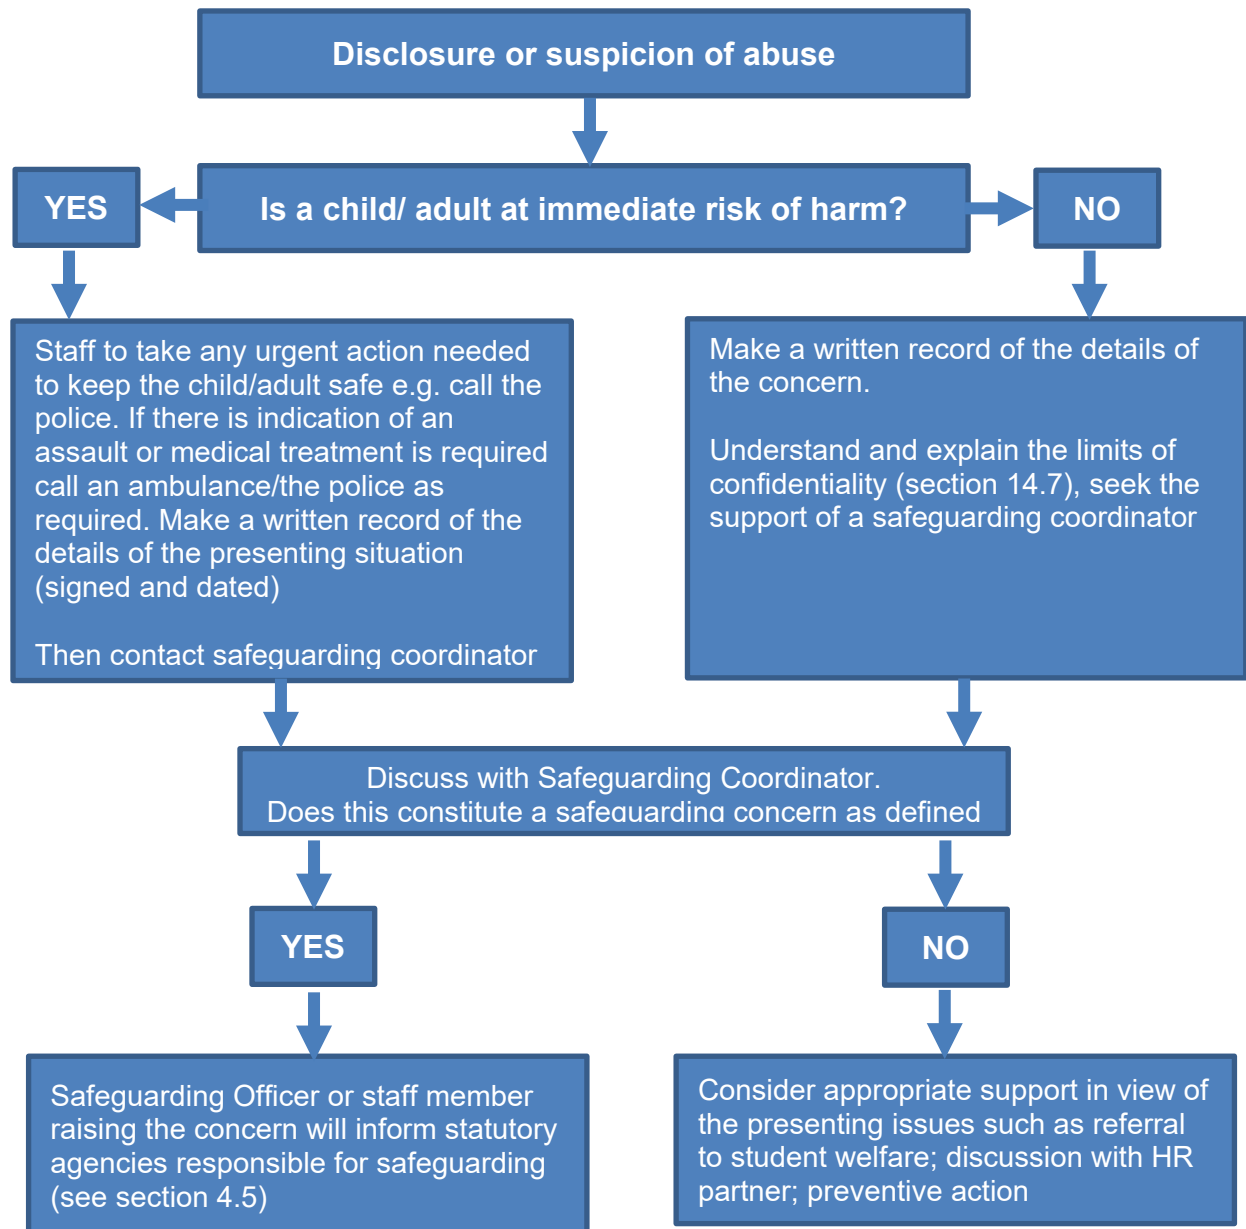 Disclosure or suspicion of abuse
YES
Is a child/ adult at immediate risk of harm?
NO
Staff to take any urgent action needed
to keep the child/adult safe e.g. call the
police. If there is indication of an
assault or medical treatment is required
call an ambulance/the police as
required. Make a written record of the
details of the presenting situation
(signed and dated)
Then contact safeguarding coordinator
Make a written record of the details of
the concern.
Understand and explain the limits of
confidentiality (section 14.7), seek the
support of a safeguarding coordinator
Discuss with Safeguarding Coordinator.
Does this constitute a safeguarding concern as defined
YES
NO
Safeguarding Officer or staff member
raising the concern will inform statutory
agencies responsible for safeguarding
(see section 4.5)
Consider appropriate support in view of
the presenting issues such as referral
to student welfare; discussion with HR
partner; preventive action